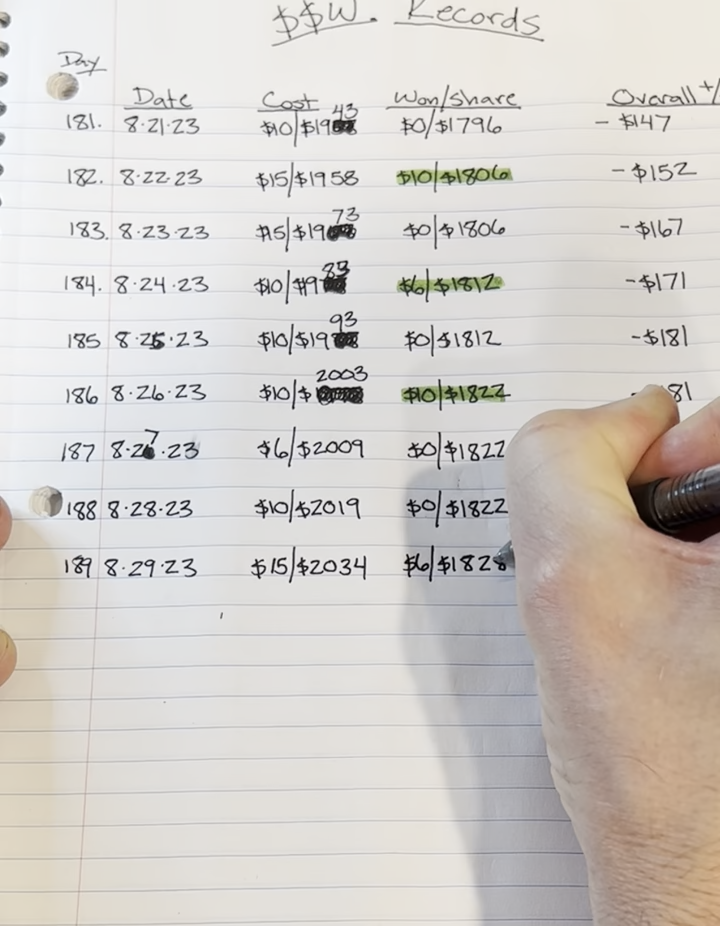 $$W. Records
Day Date Cost Won/share Overall +/
181. 8·21·23 $10/$1943 $0/$1796 - $147
182. 8·22·23 $15/$1958 $10/$1806 - $152
183. 8·23·23 $15/$1973 $0/$1806 - $167
184. 8·24·23 $10/$1983 $6/$1812 - $171
185 8·25·23 $10/$1993 $0/$1812 - $181
186 8·26·23 $10/$2003 $10/$1822 - 81
187 8·27·23 $6/$2009 $0/$1822
188 8·28·23 $10/$2019 $0/$1822
189 8·29·23 $15/$2034 $6/$1828